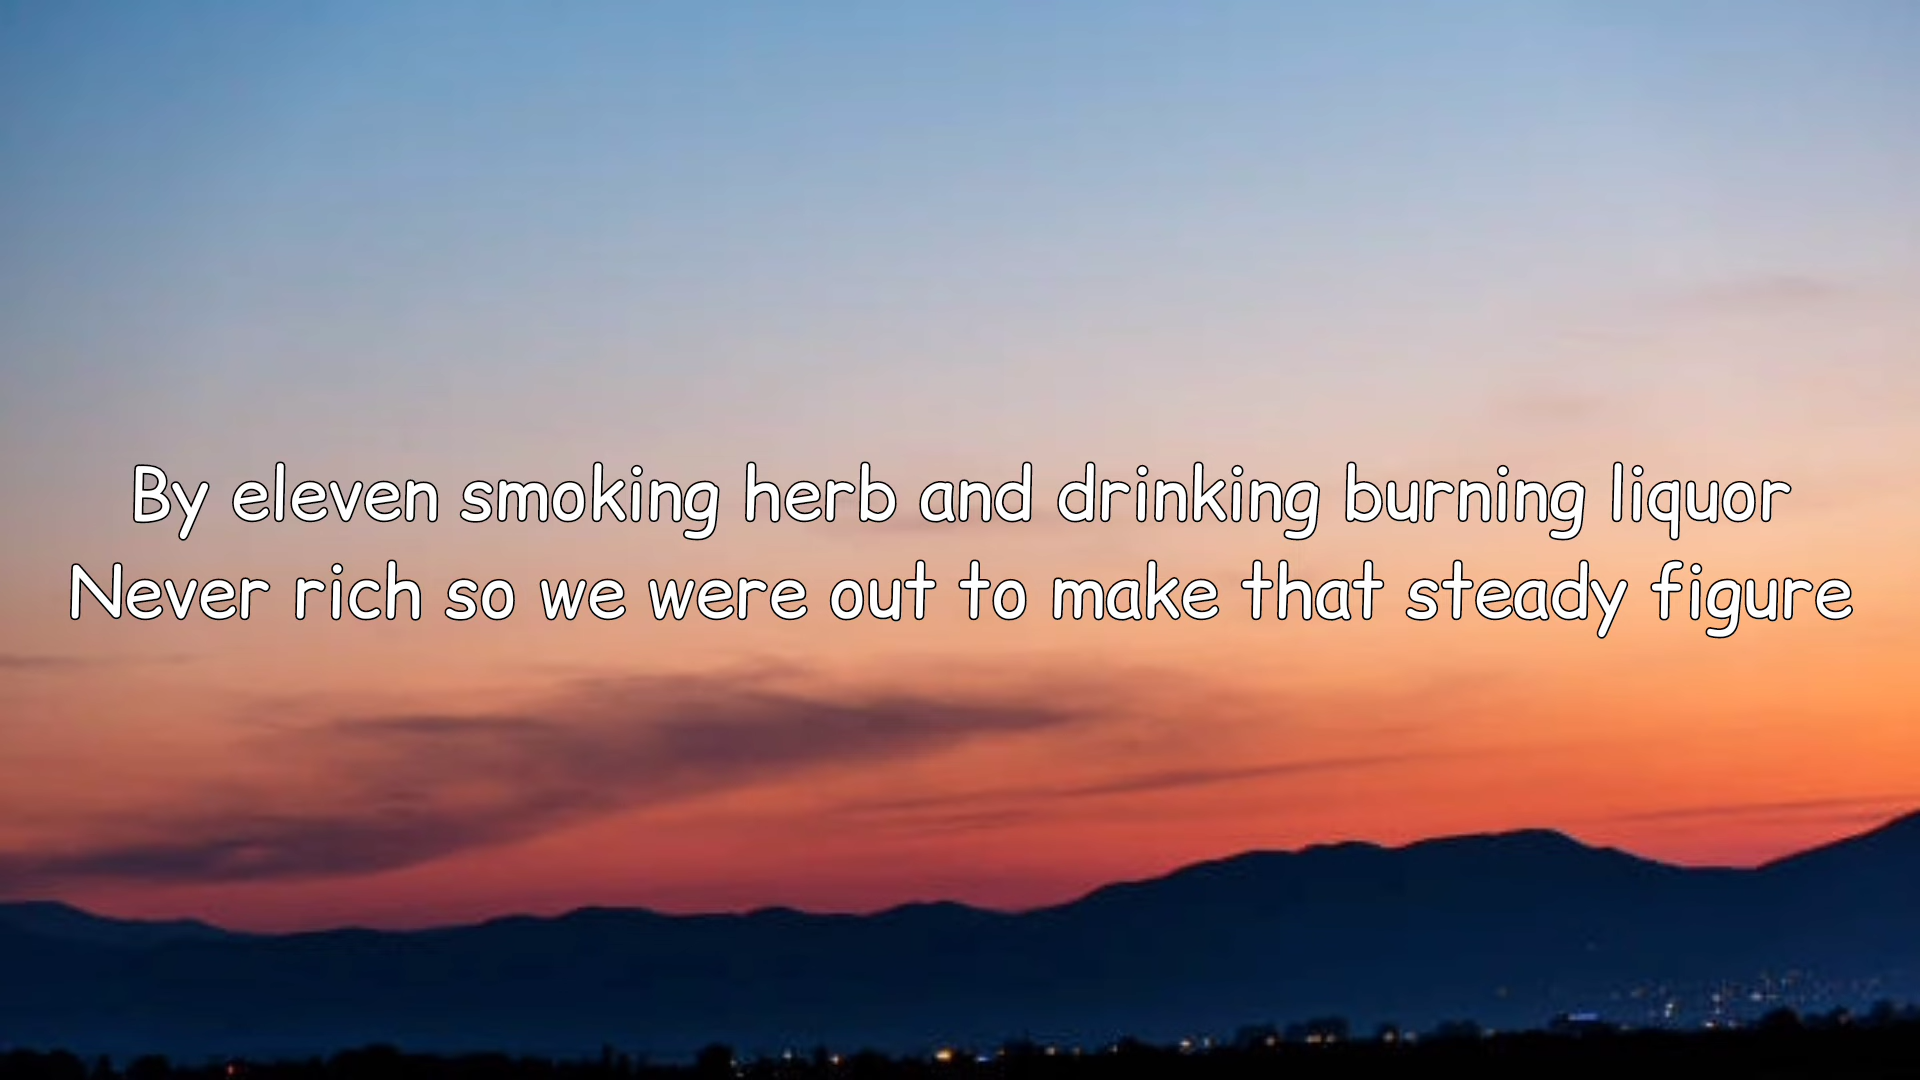 By eleven smoking herb and drinking burning liquor
Never rich so we were out to make that steady figure